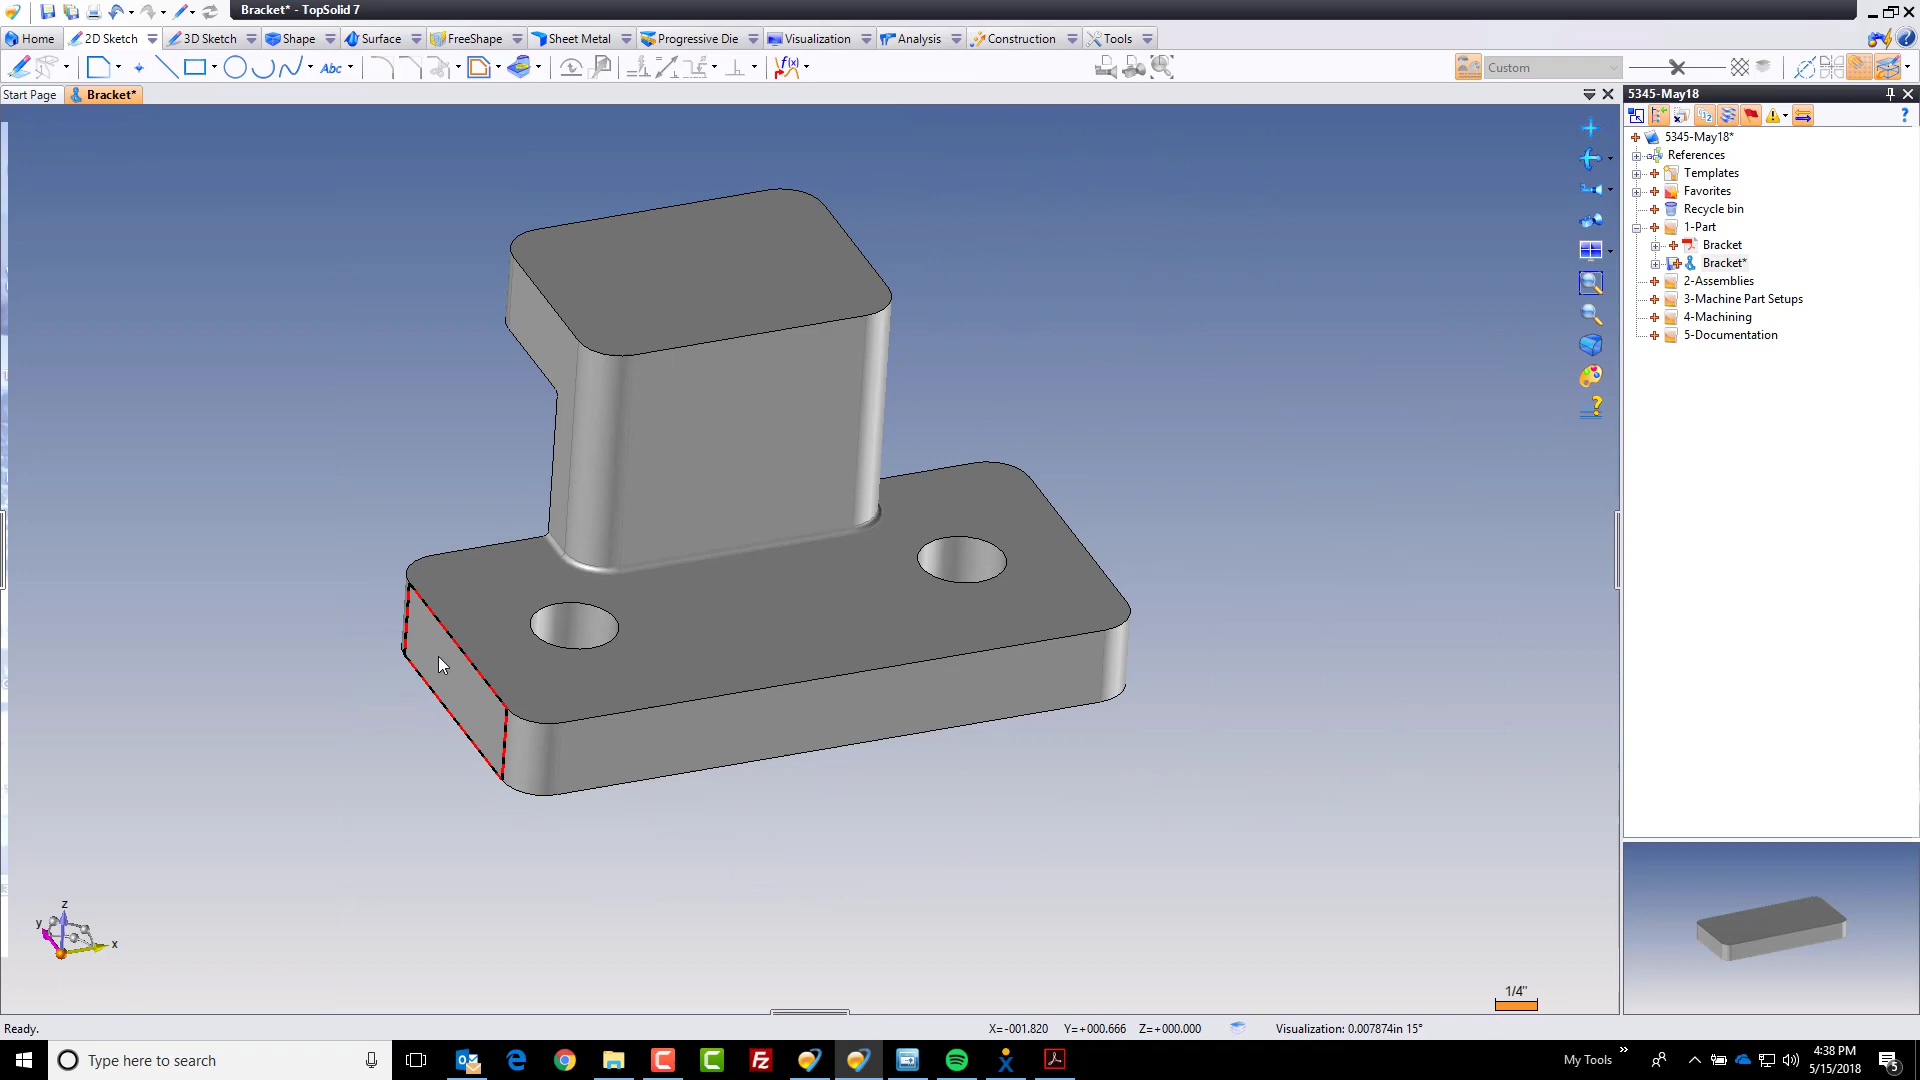 Bracket* - TopSolid 7
Home 2D Sketch 3D Sketch Shape Surface FreeShape Sheet Metal Progressive Die Visualization Analysis Construction Tools
Abc f(x) Custom
Start Page Bracket*
5345-May18
5345-May18*
References
Templates
Favorites
Recycle bin
1-Part
Bracket
Bracket*
2-Assemblies
3-Machine Part Setups
4-Machining
5-Documentation
z
y
x
1/4"
Ready. X=-001.820 Y=+000.666 Z=+000.000 Visualization: 0.007874in 15°
Type here to search My Tools 4:38 PM
5/15/2018 5